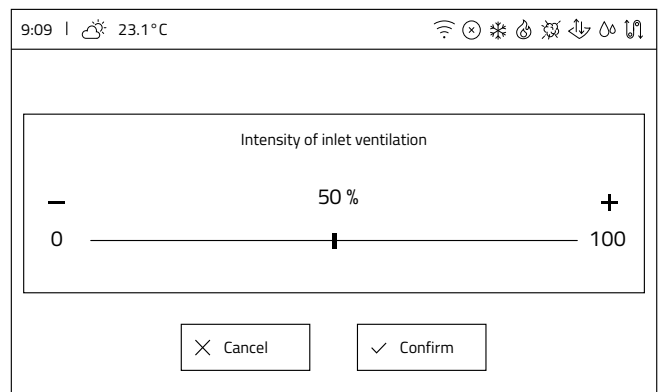 9:09 | 23.1°C
Intensity of inlet ventilation
50 %
− +
0 100
Cancel Confirm